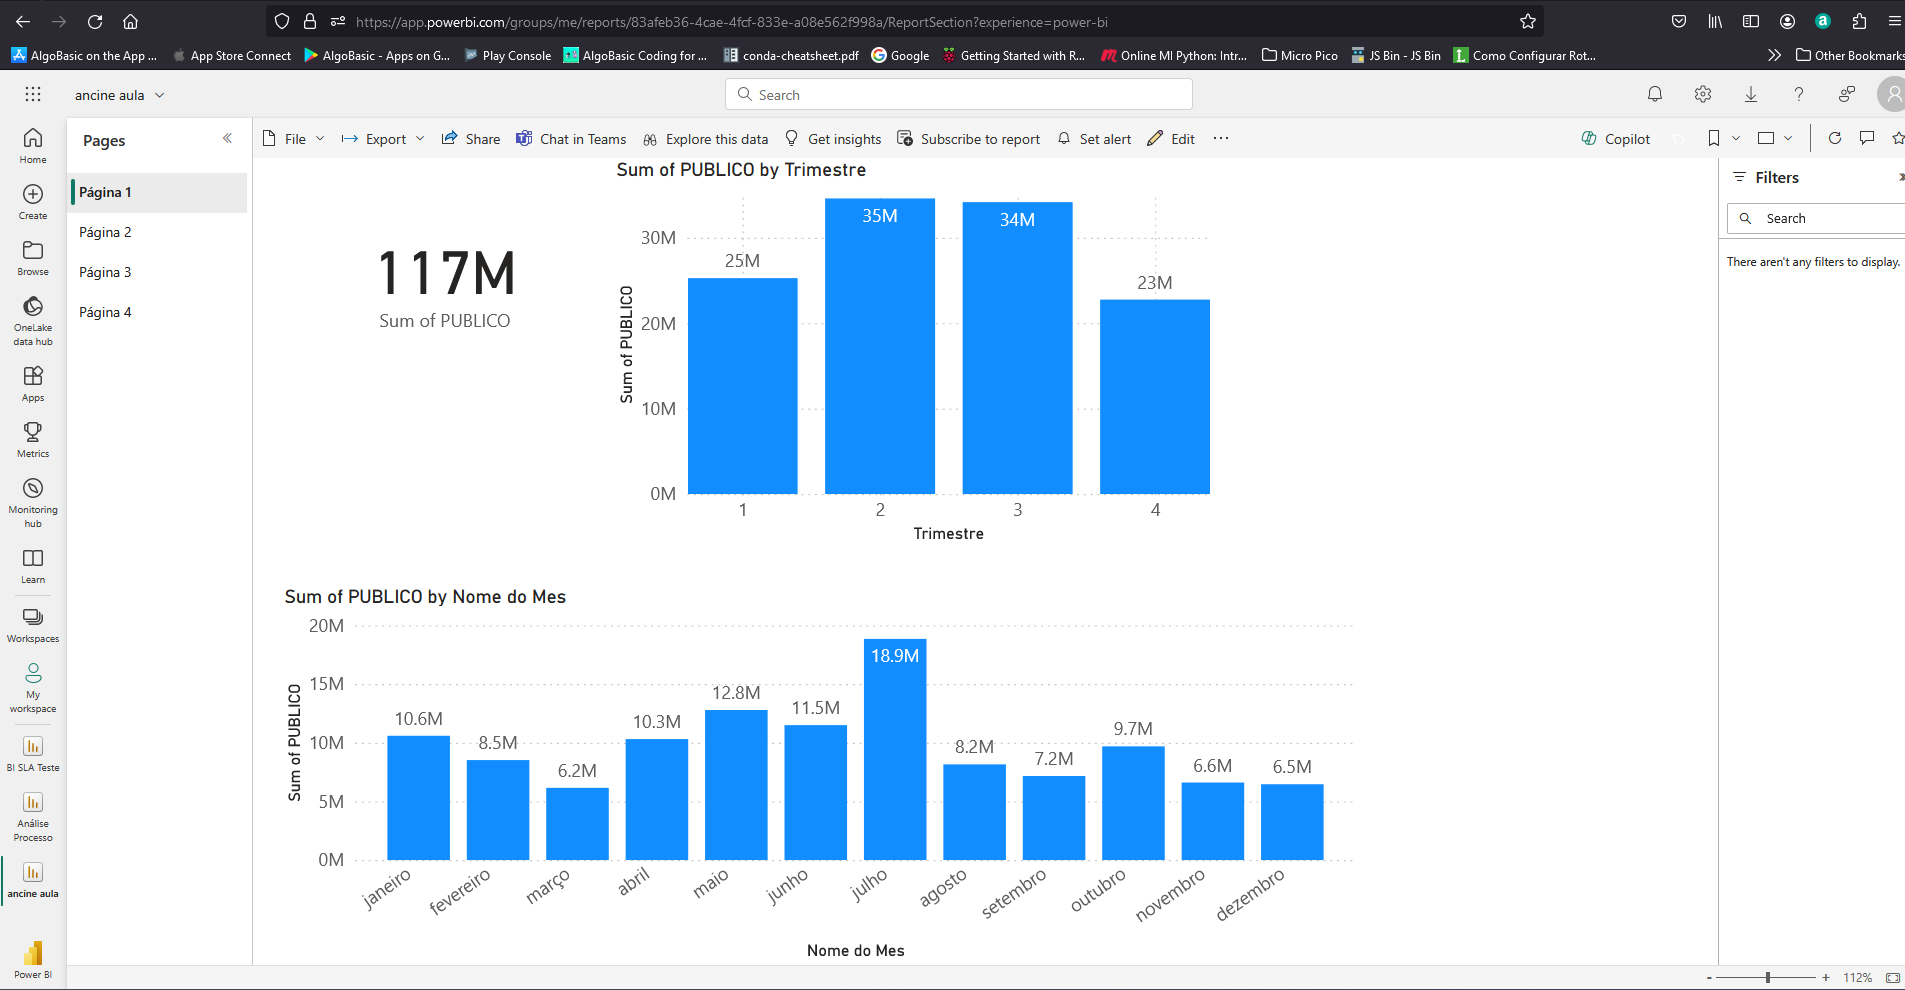 https://app.powerbi.com/groups/me/reports/83afeb36-4cae-4fcf-833e-a08e562f998a/ReportSection?experience=power-bi
AlgoBasic on the App ... App Store Connect AlgoBasic - Apps on G... Play Console AlgoBasic Coding for ... conda-cheatsheet.pdf Google Getting Started with R... Online MI Python: Intr... Micro Pico JS Bin - JS Bin Como Configurar Rot... Other Bookmarks
ancine aula
Search
Home
Create
Browse
OneLake
data hub
Apps
Metrics
Monitoring
hub
Learn
Workspaces
My
workspace
BI SLA Teste
Análise
Processo
ancine aula
Power BI
Pages
Página 1
Página 2
Página 3
Página 4
File Export Share Chat in Teams Explore this data Get insights Subscribe to report Set alert Edit ... Copilot
117M
Sum of PUBLICO
Sum of PUBLICO by Trimestre
Sum of PUBLICO
30M
20M
10M
0M
25M
35M
34M
23M
1 2 3 4
Trimestre
Sum of PUBLICO by Nome do Mes
Sum of PUBLICO
20M
15M
10M
5M
0M
10.6M 8.5M 6.2M 10.3M 12.8M 11.5M 18.9M 8.2M 7.2M 9.7M 6.6M 6.5M
janeiro fevereiro março abril maio junho julho agosto setembro outubro novembro dezembro
Nome do Mes
Filters
Search
There aren't any filters to display.
- + 112%